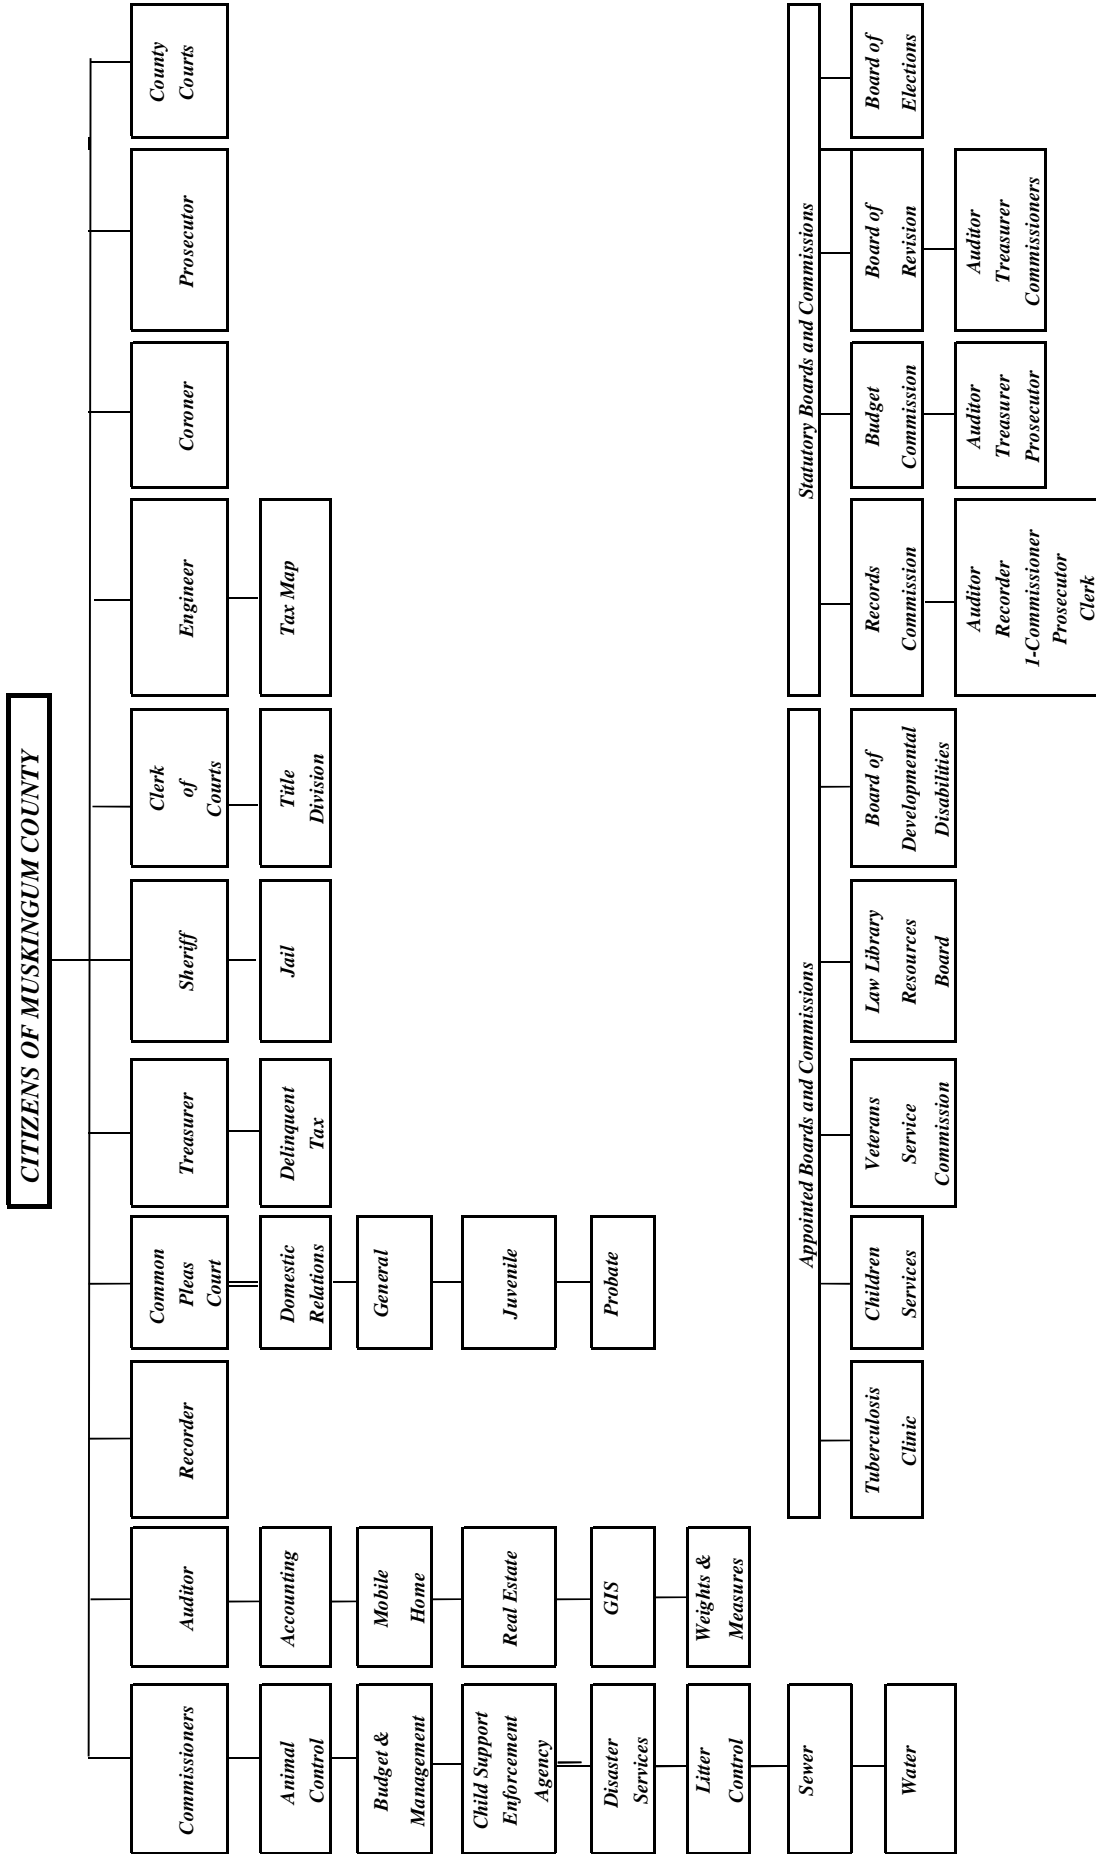 CITIZENS OF MUSKINGUM COUNTY
Commissioners
Auditor
Recorder
Common
Pleas
Court
Treasurer
Sheriff
Clerk
of
Courts
Engineer
Coroner
Prosecutor
County
Courts
Animal
Control
Accounting
Domestic
Relations
Delinquent
Tax
Jail
Title
Division
Tax Map
Budget &
Management
Mobile
Home
General
Child Support
Enforcement
Agency
Real Estate
Juvenile
Disaster
Services
GIS
Probate
Litter
Control
Weights &
Measures
Sewer
Water
Appointed Boards and Commissions
Tuberculosis
Clinic
Children
Services
Veterans
Service
Commission
Law Library
Resources
Board
Board of
Developmental
Disabilities
Statutory Boards and Commissions
Records
Commission
Budget
Commission
Board of
Revision
Board of
Elections
Auditor
Recorder
1-Commissioner
Prosecutor
Clerk
Auditor
Treasurer
Prosecutor
Auditor
Treasurer
Commissioners